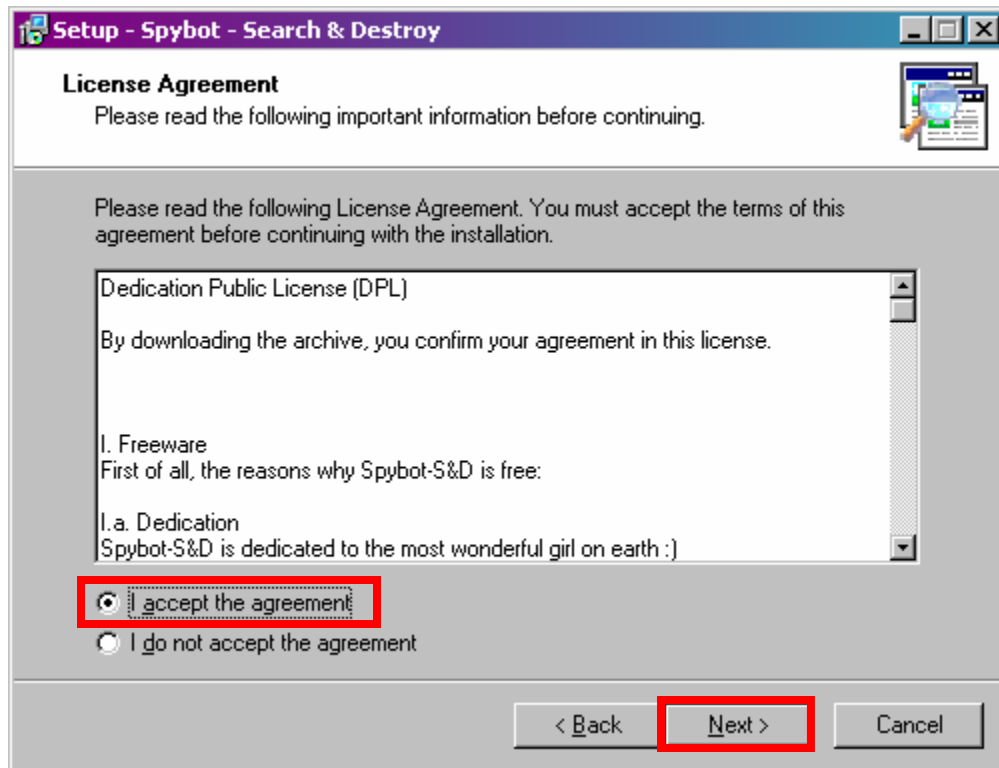 Setup - Spybot - Search & Destroy
License Agreement
Please read the following important information before continuing.
Please read the following License Agreement. You must accept the terms of this
agreement before continuing with the installation.
Dedication Public License (DPL)
By downloading the archive, you confirm your agreement in this license.
I. Freeware
First of all, the reasons why Spybot-S&D is free:
I.a. Dedication
Spybot-S&D is dedicated to the most wonderful girl on earth :)
I accept the agreement
I do not accept the agreement
< Back Next > Cancel